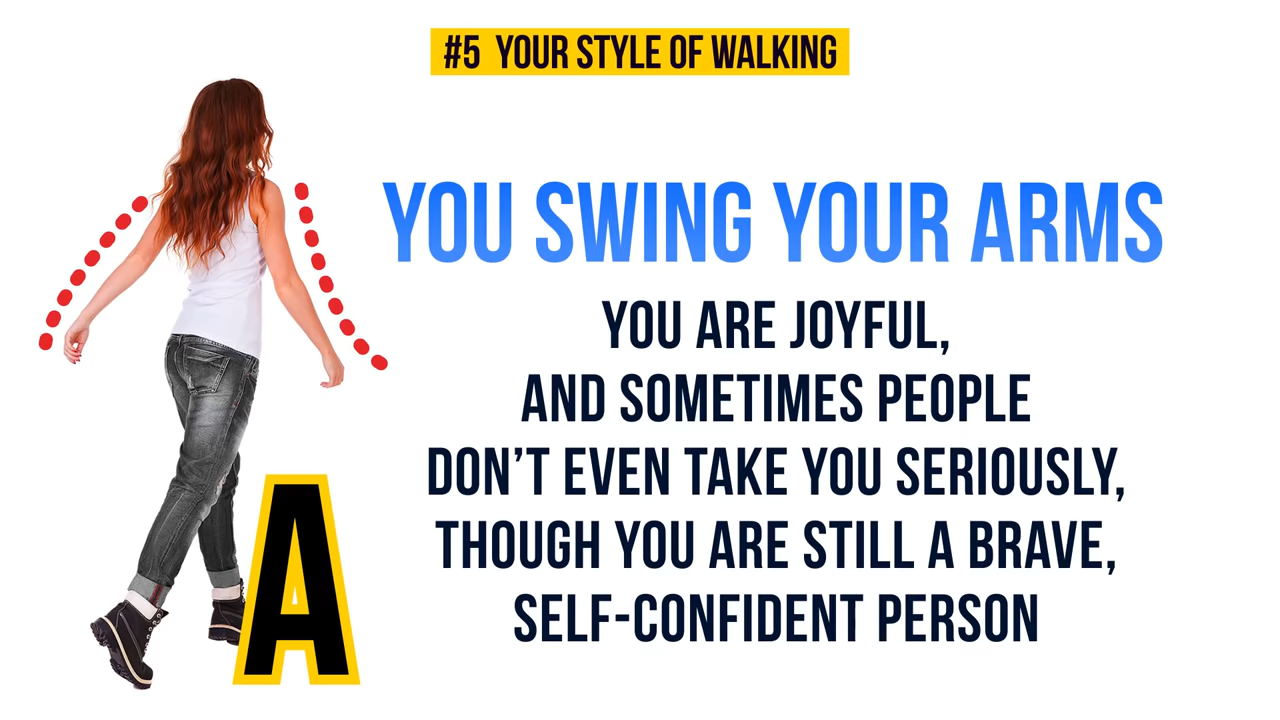 #5 YOUR STYLE OF WALKING
YOU SWING YOUR ARMS
YOU ARE JOYFUL,
AND SOMETIMES PEOPLE
DON'T EVEN TAKE YOU SERIOUSLY,
THOUGH YOU ARE STILL A BRAVE,
SELF-CONFIDENT PERSON
A